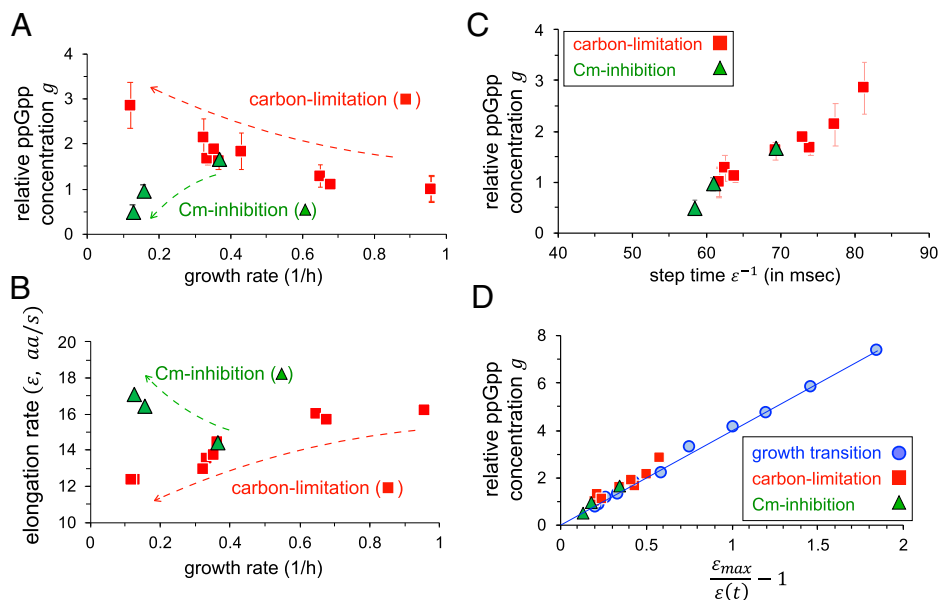 A
relative ppGpp
concentration g
4
3
2
1
0
carbon-limitation ( )
Cm-inhibition ( )
0 0.2 0.4 0.6 0.8 1
growth rate (1/h)
B
elongation rate (ε, aa/s)
20
18
16
14
12
10
Cm-inhibition ( )
carbon-limitation ( )
0 0.2 0.4 0.6 0.8 1
growth rate (1/h)
C
relative ppGpp
concentration g
4
3
2
1
0
carbon-limitation
Cm-inhibition
40 50 60 70 80 90
step time ε⁻¹ (in msec)
D
relative ppGpp
concentration g
8
6
4
2
0
growth transition
carbon-limitation
Cm-inhibition
0 0.5 1 1.5 2
ε_max/ε(t) − 1